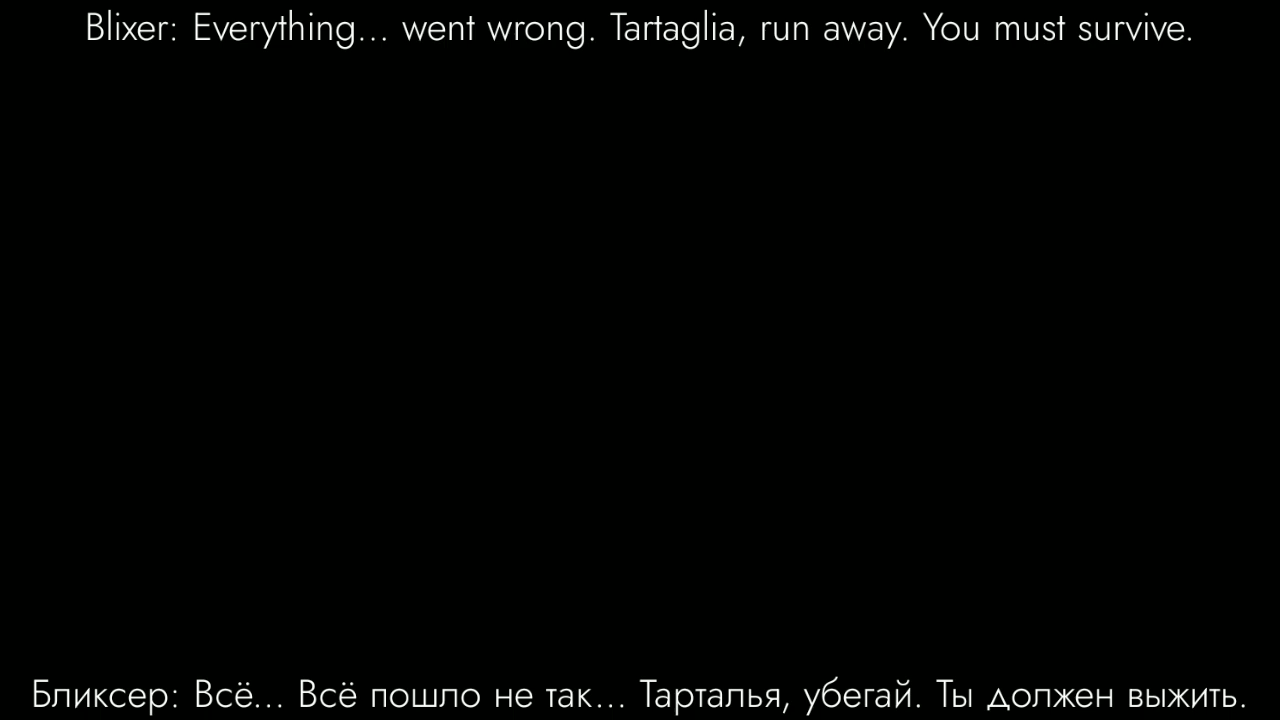 Blixer: Everything... went wrong. Tartaglia, run away. You must survive.
Бликсер: Всё... Всё пошло не так... Тарталья, убегай. Ты должен выжить.